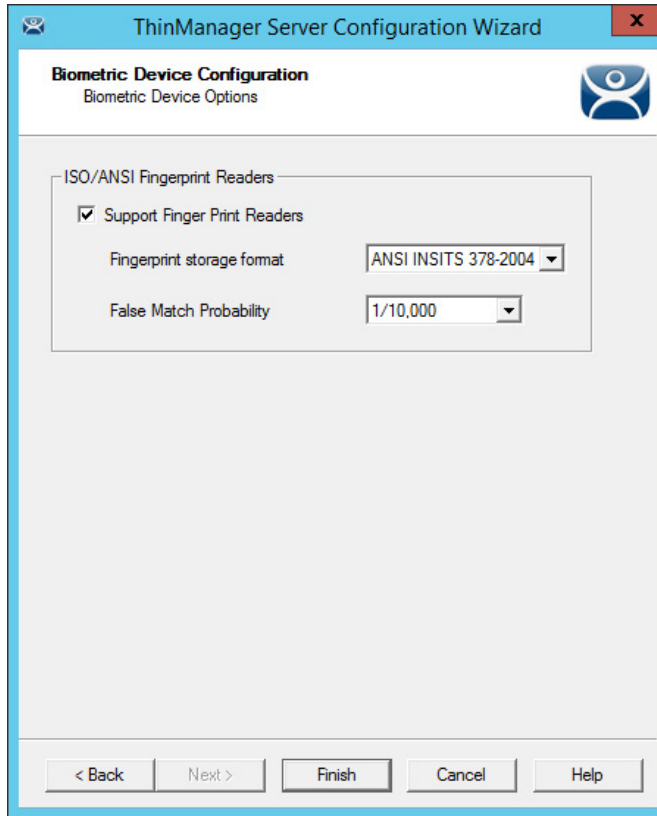 ThinManager Server Configuration Wizard
x
Biometric Device Configuration
Biometric Device Options
ISO/ANSI Fingerprint Readers
Support Finger Print Readers
Fingerprint storage format ANSI INSITS 378-2004
False Match Probability 1/10,000
< Back Next > Finish Cancel Help